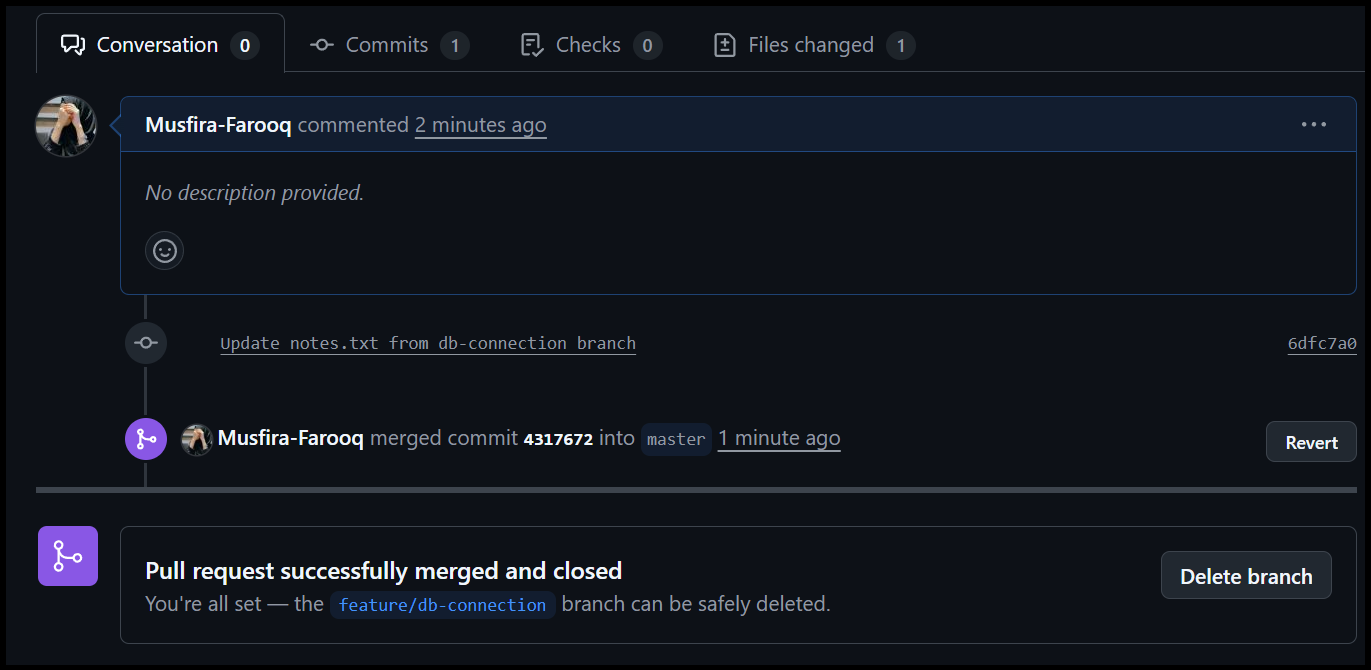 Conversation 0 Commits 1 Checks 0 Files changed 1
Musfira-Farooq commented 2 minutes ago
No description provided.
Update notes.txt from db-connection branch 6dfc7a0
Musfira-Farooq merged commit 4317672 into master 1 minute ago Revert
Pull request successfully merged and closed
You're all set — the feature/db-connection branch can be safely deleted.
Delete branch